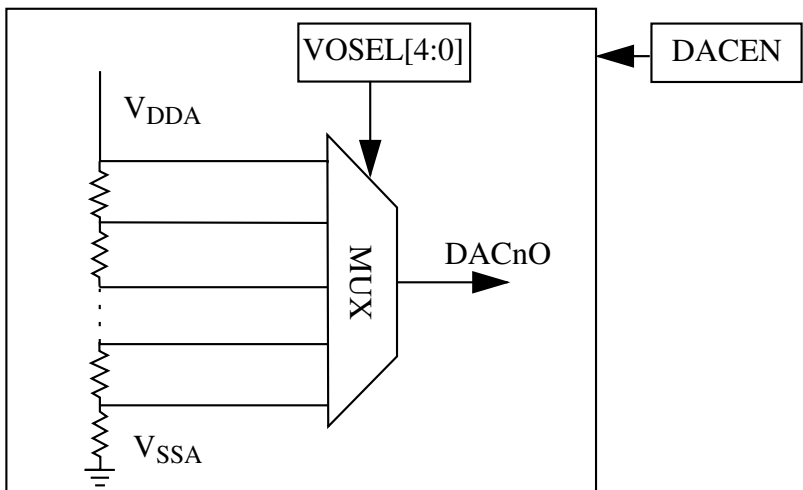 VOSEL[4:0]
DACEN
VDDA
MUX
DACnO
VSSA